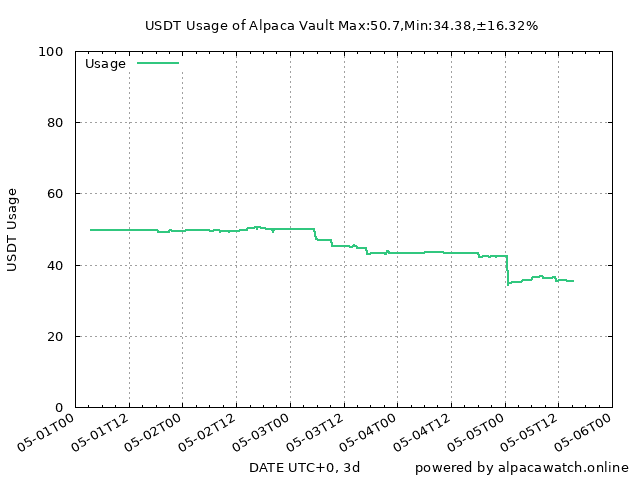 USDT Usage of Alpaca Vault Max:50.7,Min:34.38,±16.32%
Usage
100
80
60
40
20
0
USDT Usage
05-01T00
05-01T12
05-02T00
05-02T12
05-03T00
05-03T12
05-04T00
05-04T12
05-05T00
05-05T12
05-06T00
DATE UTC+0, 3d
powered by alpacawatch.online